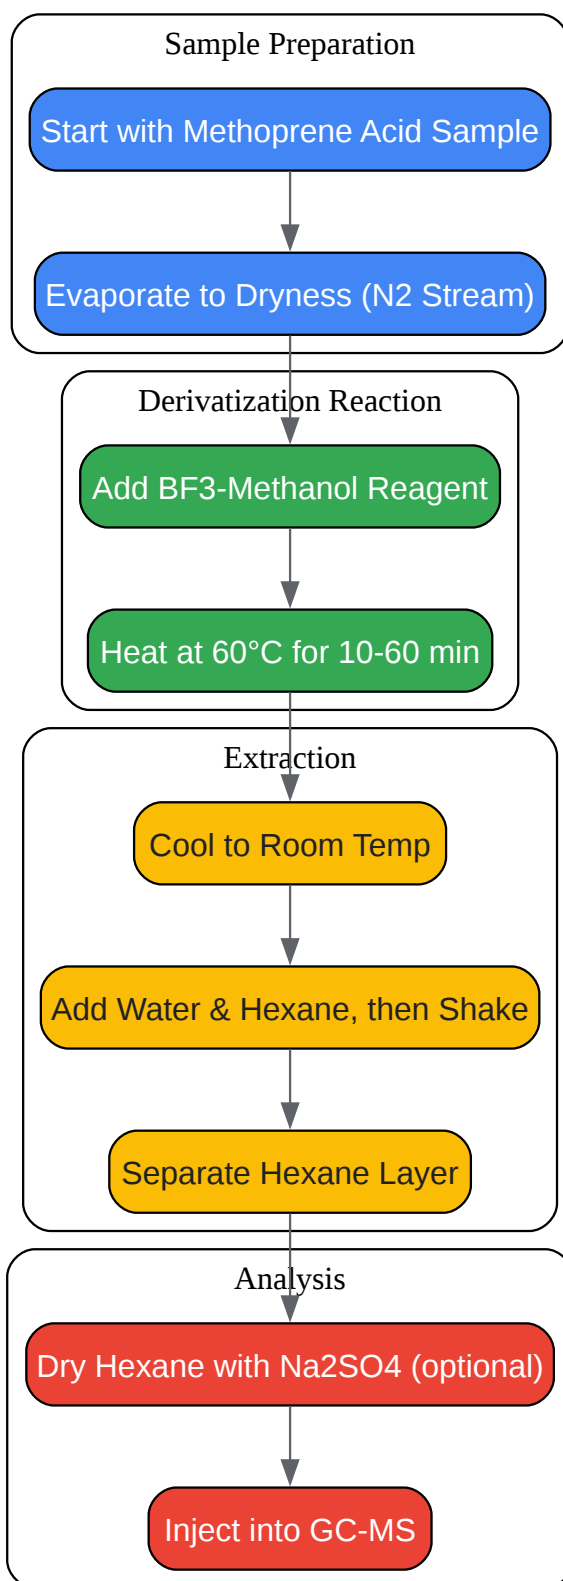 Sample Preparation
Start with Methoprene Acid Sample
Evaporate to Dryness (N2 Stream)
Derivatization Reaction
Add BF3-Methanol Reagent
Heat at 60°C for 10-60 min
Extraction
Cool to Room Temp
Add Water & Hexane, then Shake
Separate Hexane Layer
Analysis
Dry Hexane with Na2SO4 (optional)
Inject into GC-MS